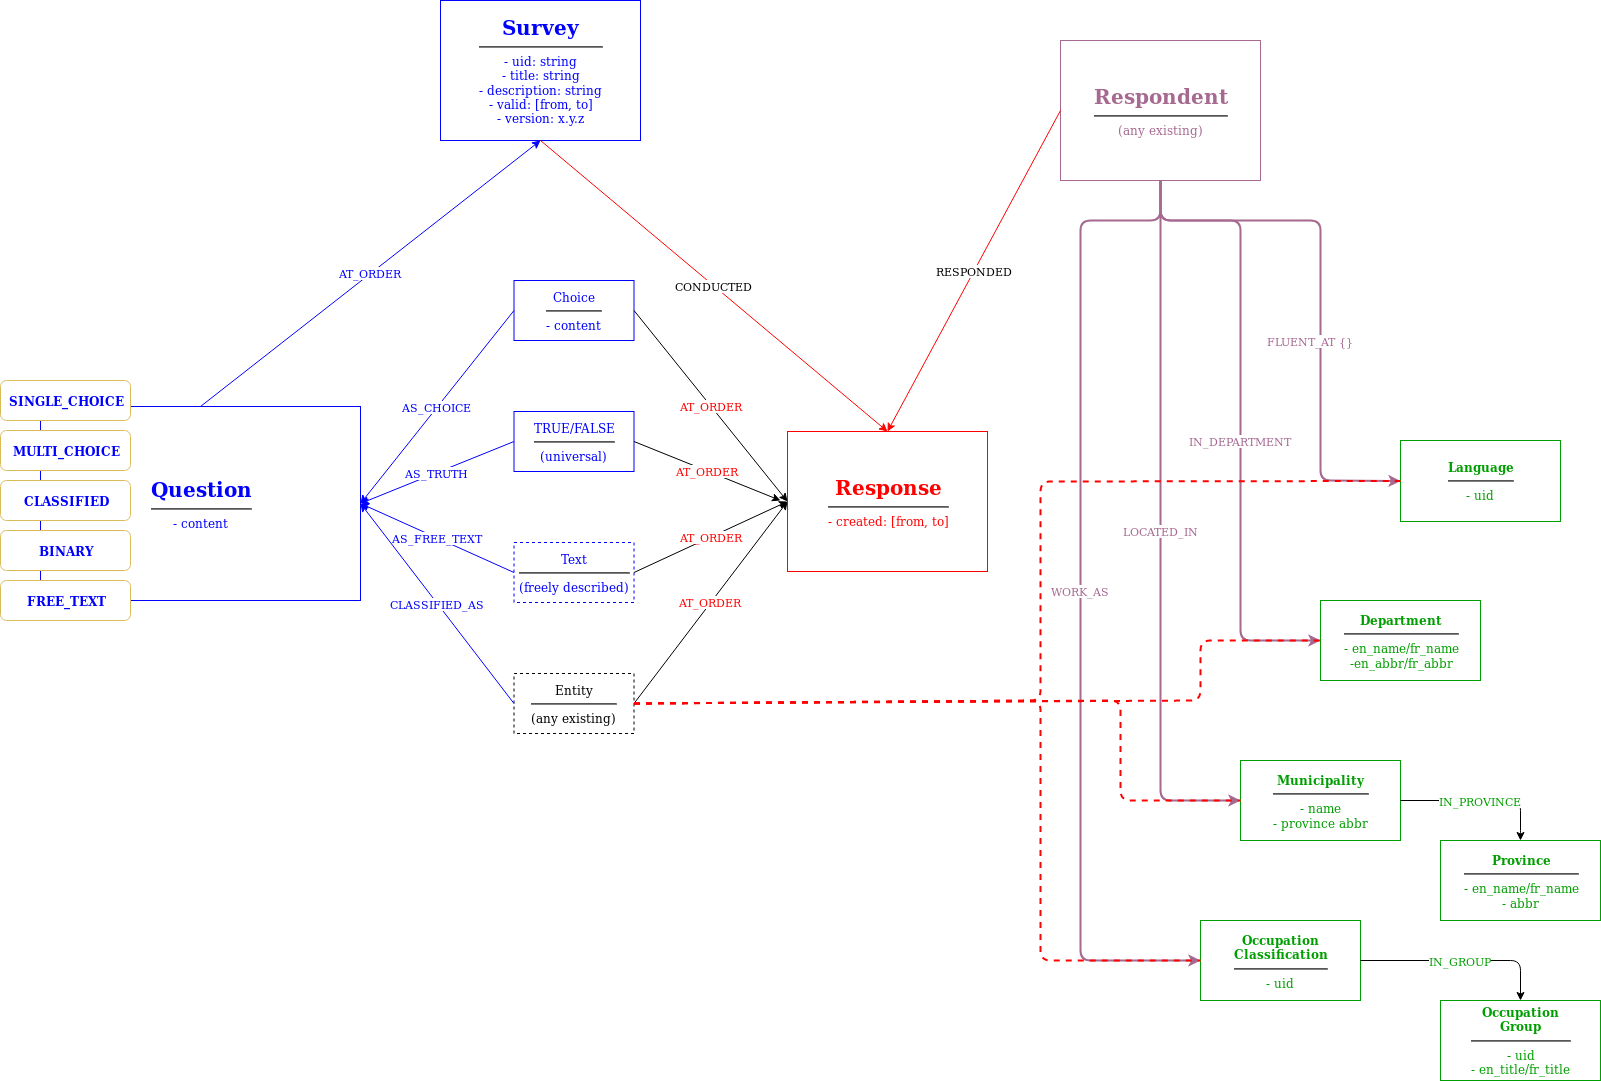 Survey
- uid: string
- title: string
- description: string
- valid: [from, to]
- version: x.y.z
Respondent
(any existing)
AT_ORDER
CONDUCTED
RESPONDED
Choice
- content
FLUENT_AT {}
SINGLE_CHOICE
MULTI_CHOICE
CLASSIFIED
BINARY
FREE_TEXT
Question
- content
AS_CHOICE
AS_TRUTH
AS_FREE_TEXT
CLASSIFIED_AS
TRUE/FALSE
(universal)
Text
(freely described)
Entity
(any existing)
AT_ORDER
AT_ORDER
AT_ORDER
AT_ORDER
Response
- created: [from, to]
IN_DEPARTMENT
LOCATED_IN
WORK_AS
Language
- uid
Department
- en_name/fr_name
-en_abbr/fr_abbr
Municipality
- name
- province abbr
IN_PROVINCE
Province
- en_name/fr_name
- abbr
Occupation
Classification
- uid
IN_GROUP
Occupation
Group
- uid
- en_title/fr_title